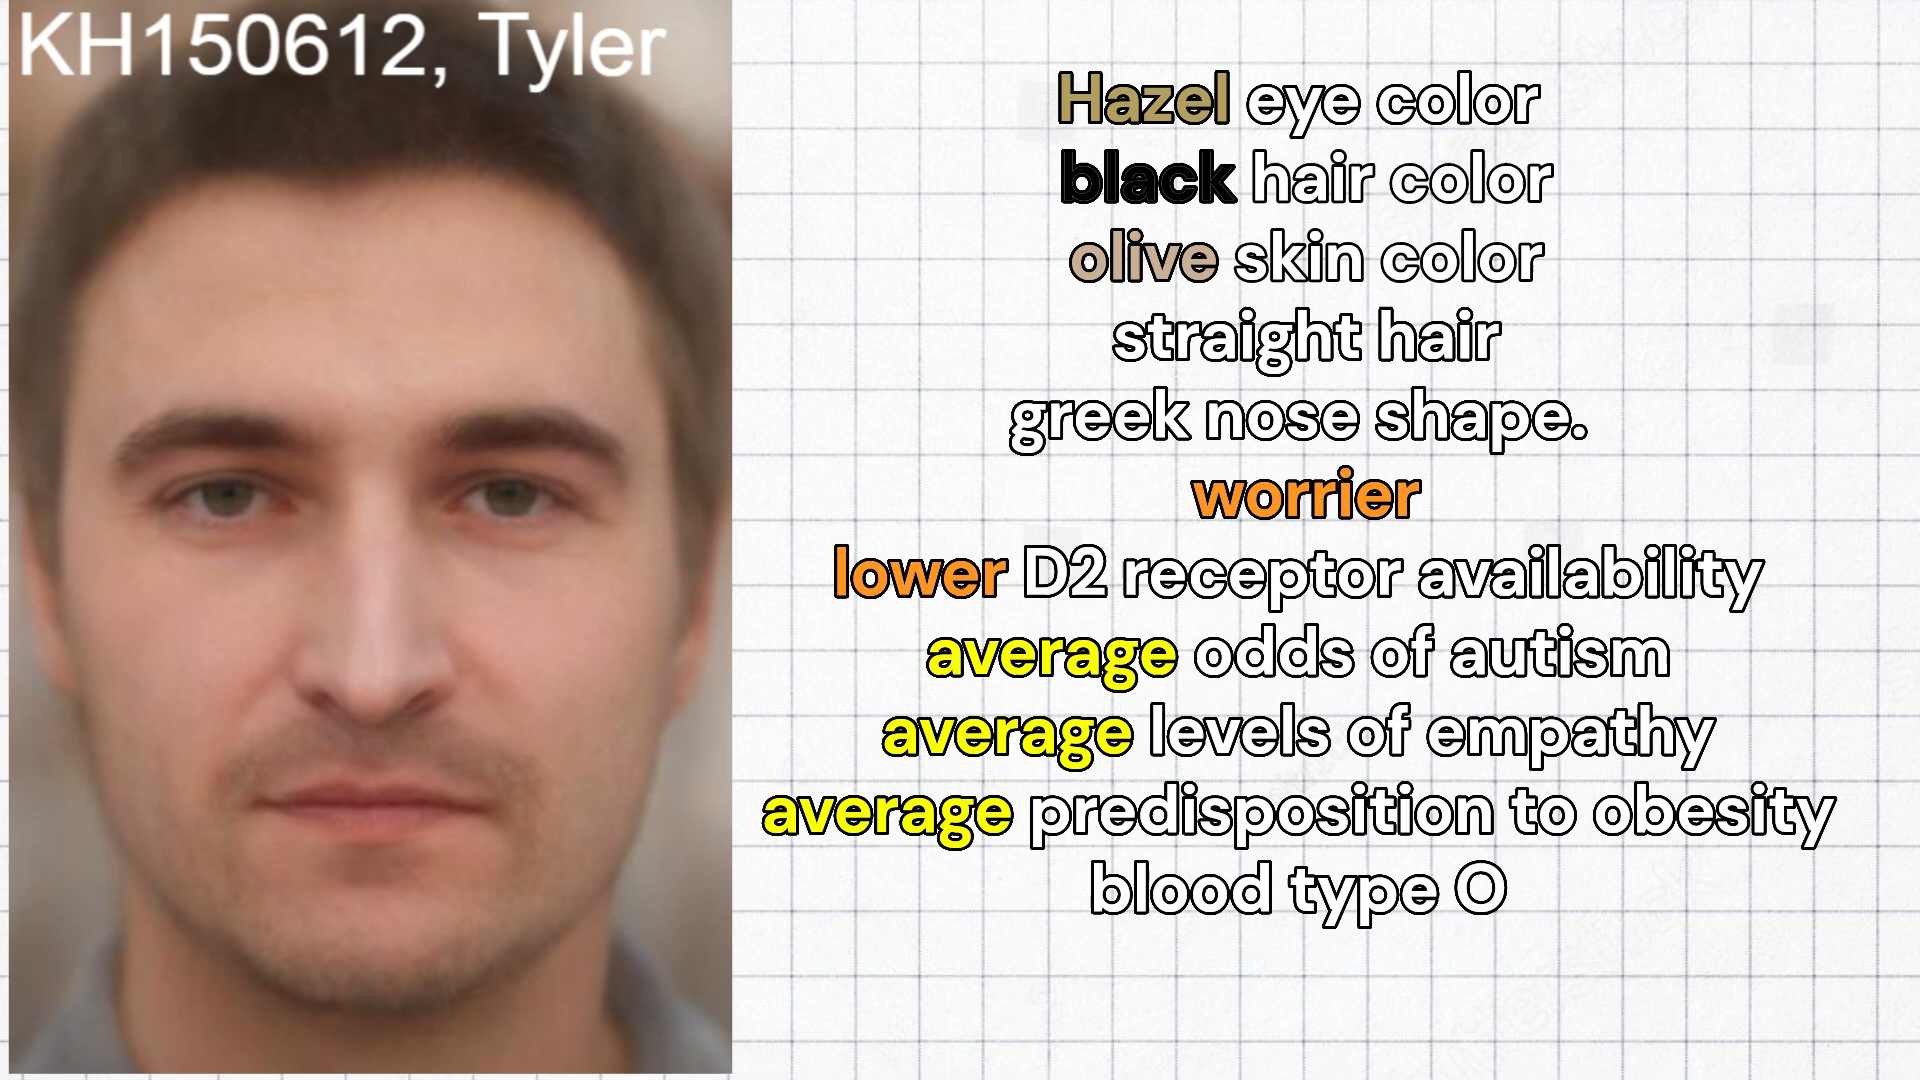 KH150612, Tyler
Hazel eye color
black hair color
olive skin color
straight hair
greek nose shape.
worrier
lower D2 receptor availability
average odds of autism
average levels of empathy
average predisposition to obesity
blood type O